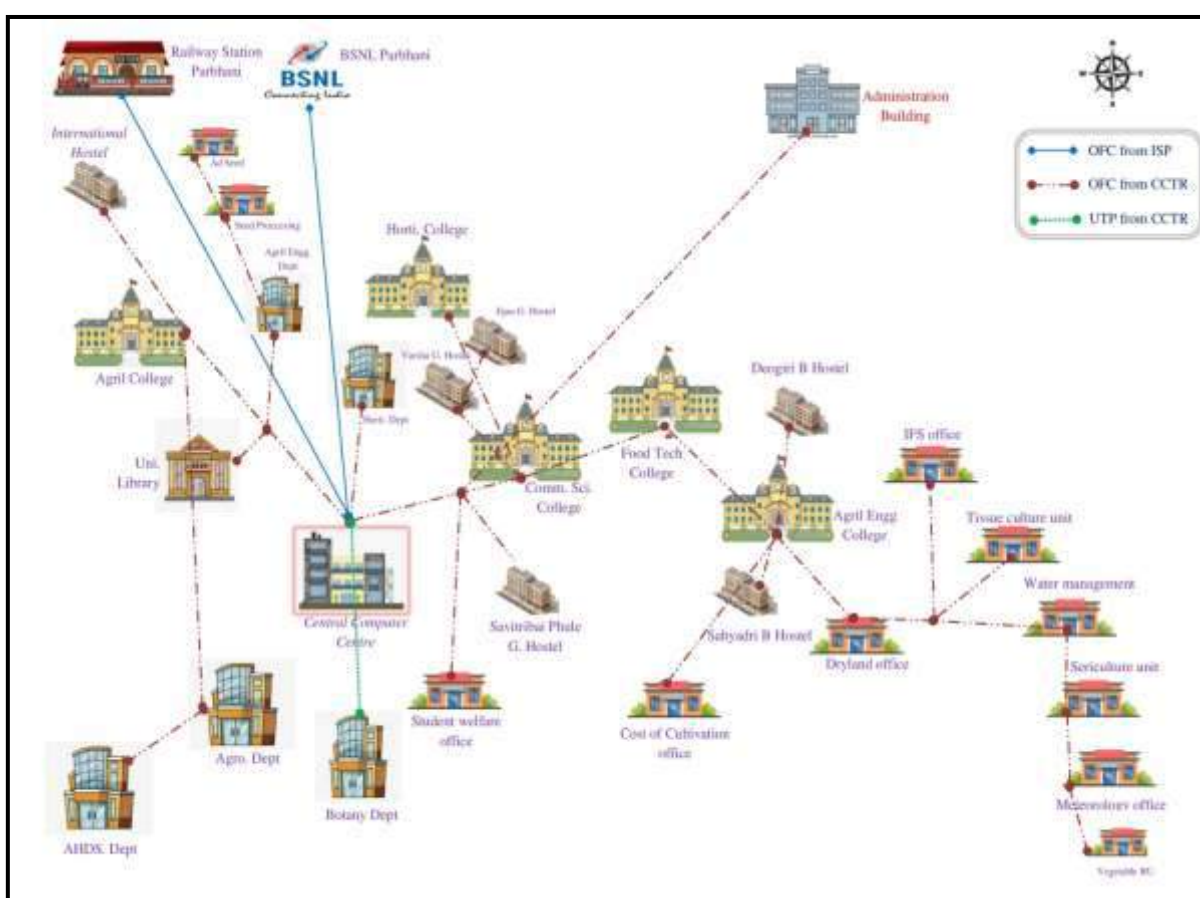 Railway Station
Parbhani
BSNL
Connecting India
BSNL Parbhani
Administration
Building
OFC from ISP
OFC from CCTR
UTP from CCTR
International
Hostel
Seed Processing
Agril Engg
Dept
Horti. College
G. Hostel
G. Hostel
Agril College
Horti. Dept
Uni.
Library
Comm. Sci.
College
Food Tech
College
Deogiri B Hostel
Agril Engg
College
IFS office
Tissue culture unit
Water management
Central Computer
Centre
Savitribai Phule
G. Hostel
Sahyadri B Hostel
Dryland office
Sericulture unit
Student welfare
office
Cost of Cultivation
office
Agro. Dept
Botany Dept
AHDS. Dept
Meteorology office
Vegetable